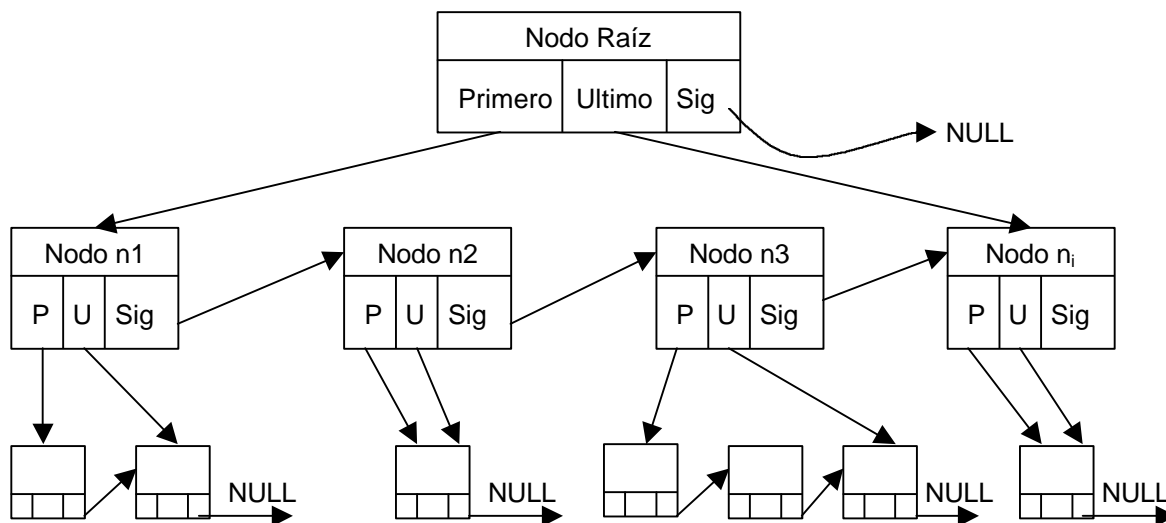 Nodo Raíz
Primero Ultimo Sig
NULL
Nodo n1 Nodo n2 Nodo n3 Nodo nᵢ
P U Sig P U Sig P U Sig P U Sig
NULL NULL NULL NULL